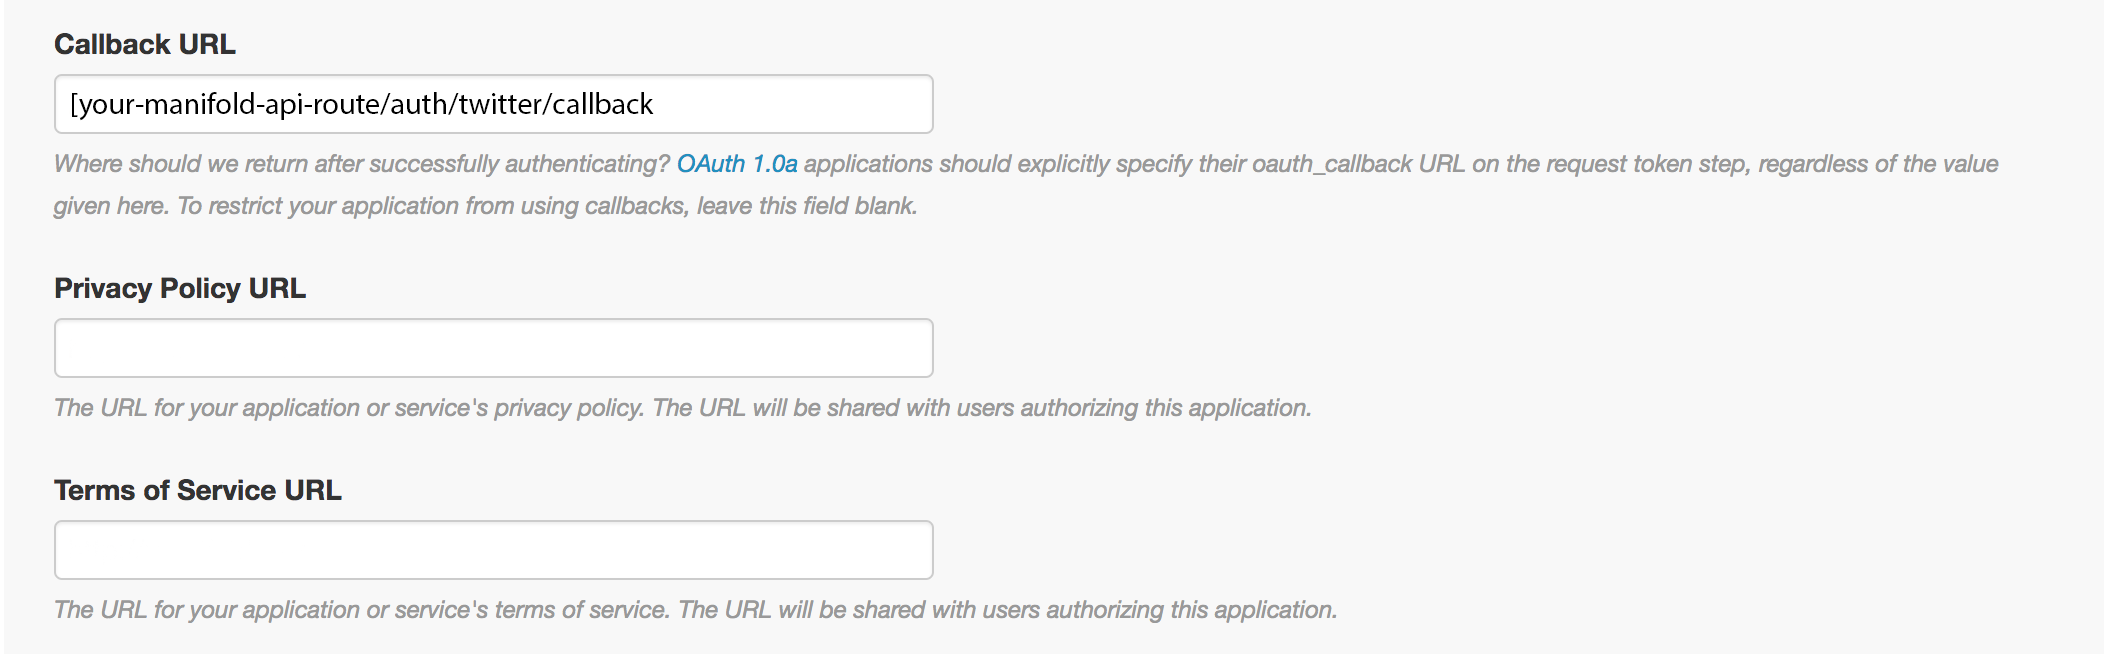 Callback URL
[your-manifold-api-route/auth/twitter/callback
Where should we return after successfully authenticating? OAuth 1.0a applications should explicitly specify their oauth_callback URL on the request token step, regardless of the value
given here. To restrict your application from using callbacks, leave this field blank.
Privacy Policy URL
The URL for your application or service's privacy policy. The URL will be shared with users authorizing this application.
Terms of Service URL
The URL for your application or service's terms of service. The URL will be shared with users authorizing this application.